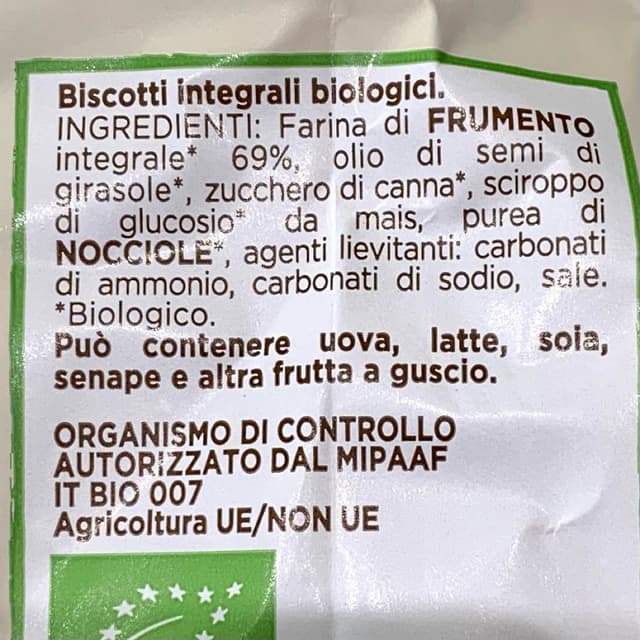 Biscotti integrali biologici.
INGREDIENTI: Farina di FRUMENTO
integrale* 69%, olio di semi di
girasole*, zucchero di canna*, sciroppo
di glucosio* da mais, purea di
NOCCIOLE*, agenti lievitanti: carbonati
di ammonio, carbonati di sodio, sale.
*Biologico.
Può contenere uova, latte, soia,
senape e altra frutta a guscio.
ORGANISMO DI CONTROLLO
AUTORIZZATO DAL MIPAAF
IT BIO 007
Agricoltura UE/NON UE